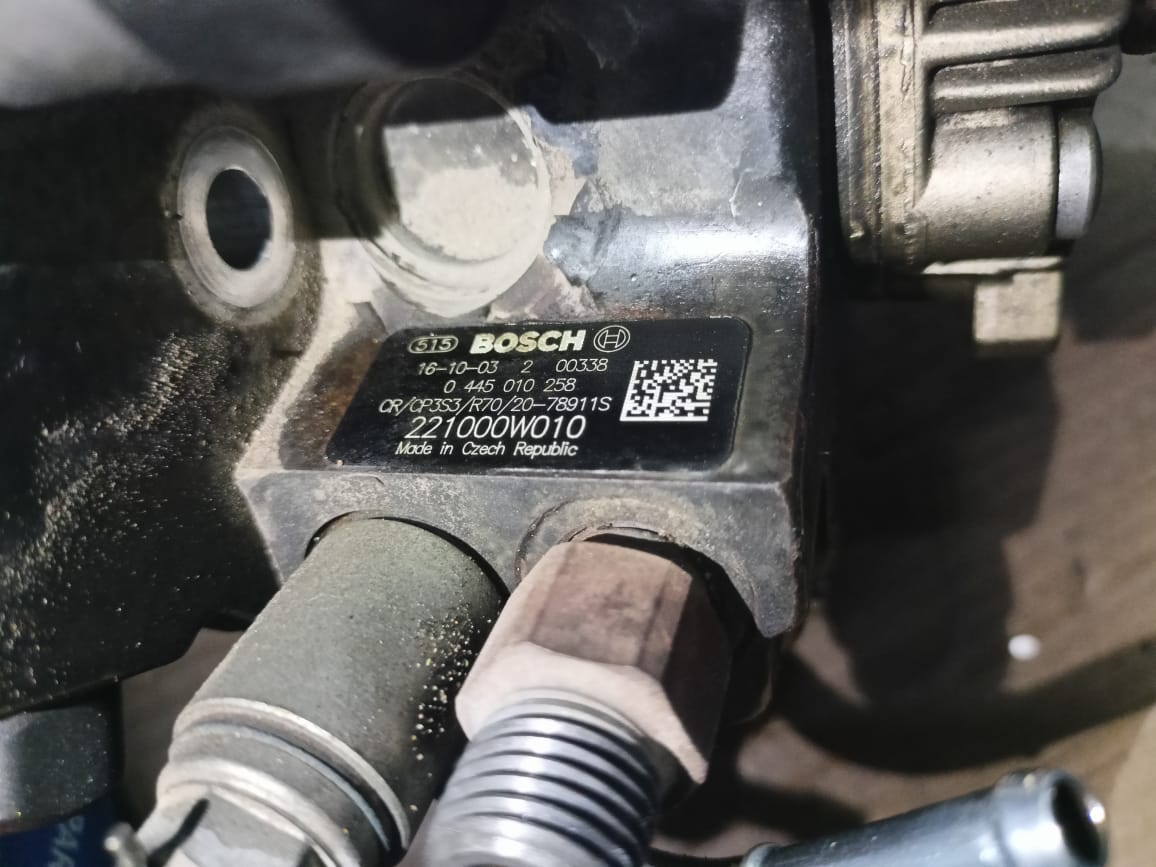 515 BOSCH
16-10-03 2 00338
0 445 010 258
CR/CP3S3/R70/20-78911S
221000W010
Made in Czech Republic